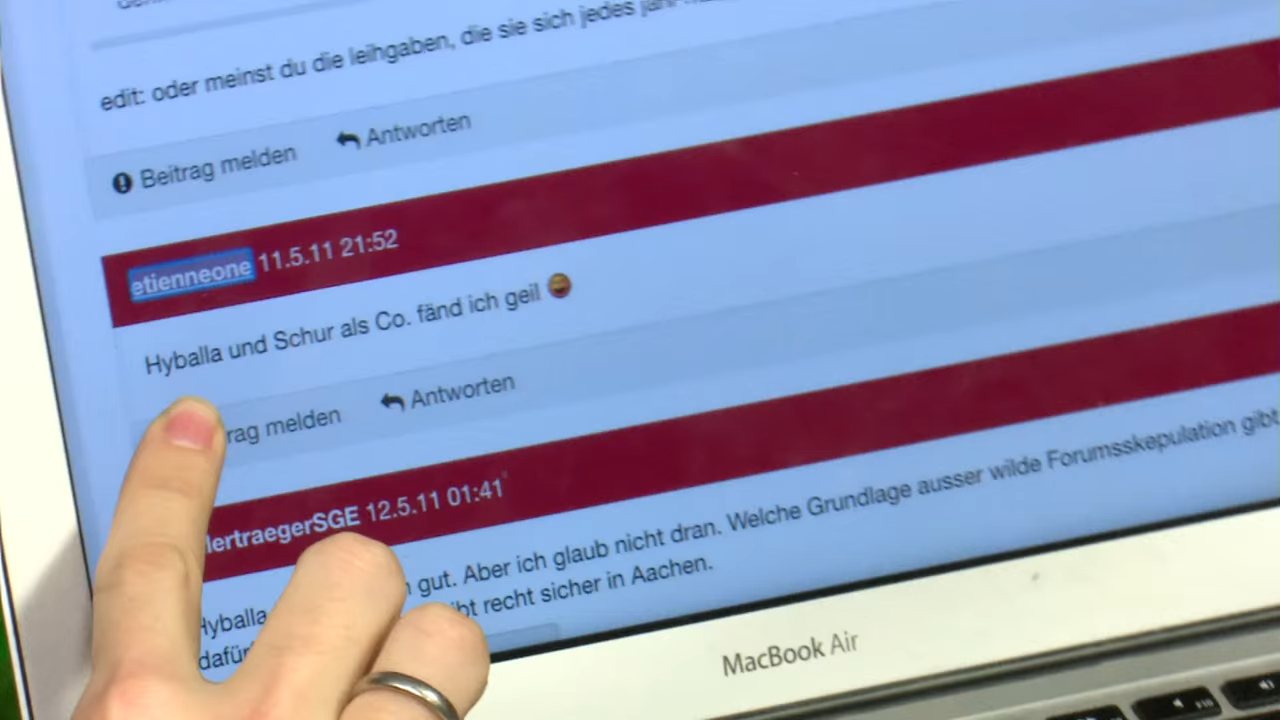 edit: oder meinst du die leihgaben, die sie sich jedes
Beitrag melden Antworten
etienneone 11.5.11 21:52
Hyballa und Schur als Co. fänd ich geil
rag melden Antworten
lertraegerSGE 12.5.11 01:41
gut. Aber ich glaub nicht dran. Welche Grundlage ausser wilde Forumsskepulation gibt
Hyballa ibt recht sicher in Aachen.
dafür
MacBook Air